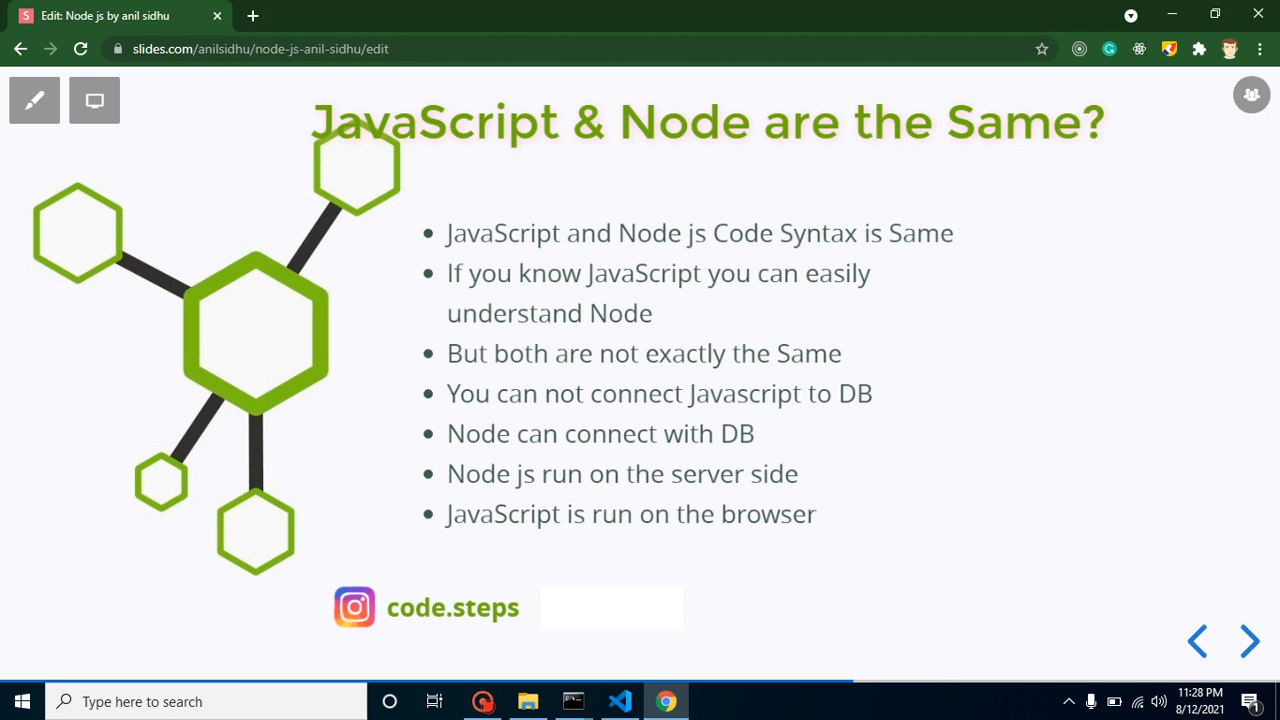 Edit: Node js by anil sidhu
slides.com/anilsidhu/node-js-anil-sidhu/edit
JavaScript & Node are the Same?
JavaScript and Node js Code Syntax is Same
If you know JavaScript you can easily
understand Node
But both are not exactly the Same
You can not connect Javascript to DB
Node can connect with DB
Node js run on the server side
JavaScript is run on the browser
code.steps
Type here to search
11:28 PM
8/12/2021
1